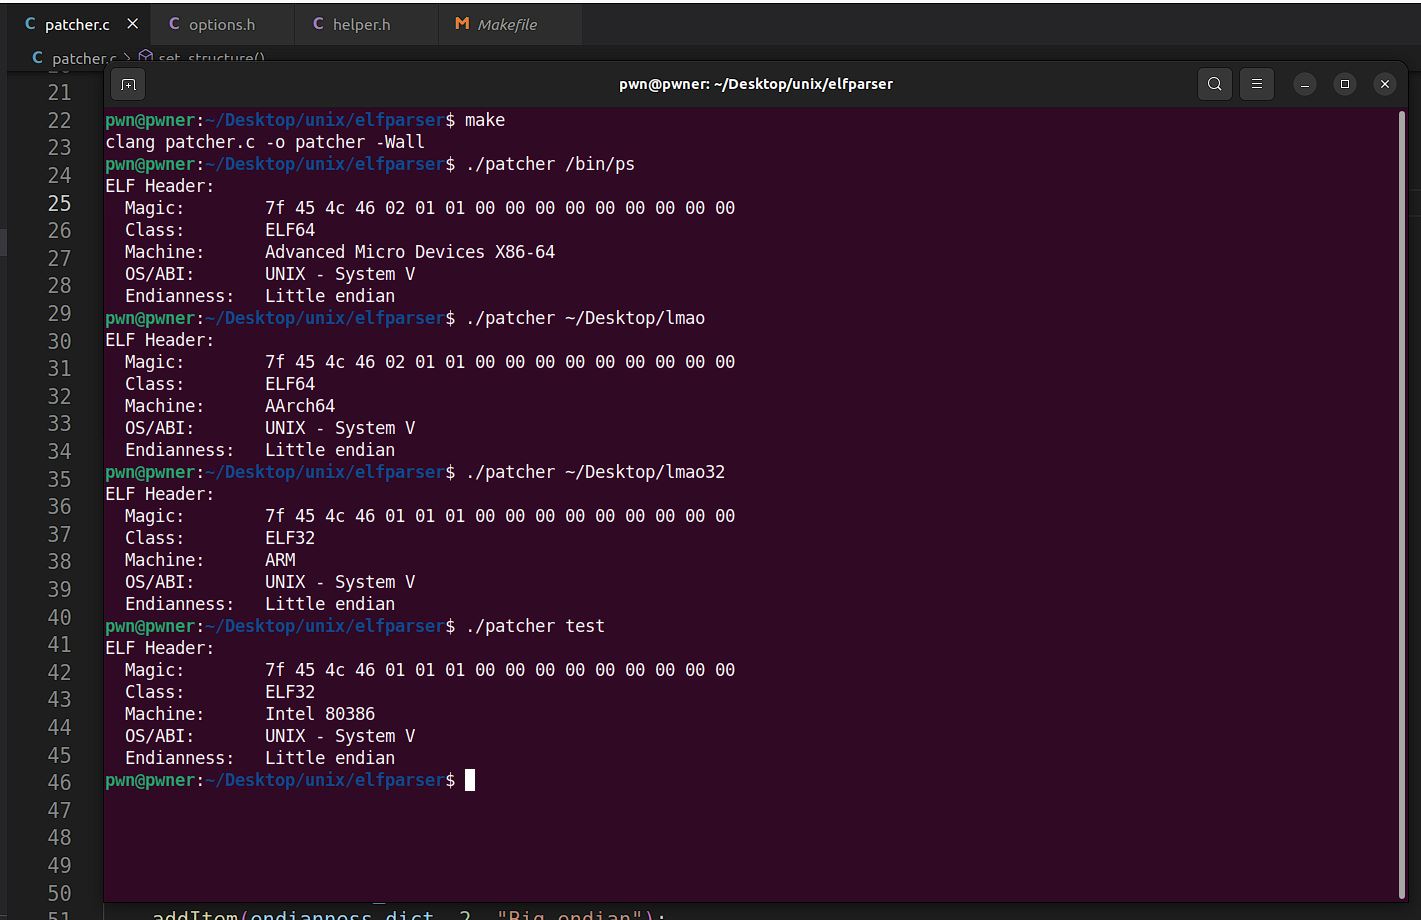 patcher.c
options.h
helper.h
Makefile
patcher.c > set_structure()
pwn@pwner: ~/Desktop/unix/elfparser
21
22
23
24
25
26
27
28
29
30
31
32
33
34
35
36
37
38
39
40
41
42
43
44
45
46
47
48
49
50
51
pwn@pwner:~/Desktop/unix/elfparser$ make
clang patcher.c -o patcher -Wall
pwn@pwner:~/Desktop/unix/elfparser$ ./patcher /bin/ps
ELF Header:
Magic: 7f 45 4c 46 02 01 01 00 00 00 00 00 00 00 00 00
Class: ELF64
Machine: Advanced Micro Devices X86-64
OS/ABI: UNIX - System V
Endianness: Little endian
pwn@pwner:~/Desktop/unix/elfparser$ ./patcher ~/Desktop/lmao
ELF Header:
Magic: 7f 45 4c 46 02 01 01 00 00 00 00 00 00 00 00 00
Class: ELF64
Machine: AArch64
OS/ABI: UNIX - System V
Endianness: Little endian
pwn@pwner:~/Desktop/unix/elfparser$ ./patcher ~/Desktop/lmao32
ELF Header:
Magic: 7f 45 4c 46 01 01 01 00 00 00 00 00 00 00 00 00
Class: ELF32
Machine: ARM
OS/ABI: UNIX - System V
Endianness: Little endian
pwn@pwner:~/Desktop/unix/elfparser$ ./patcher test
ELF Header:
Magic: 7f 45 4c 46 01 01 01 00 00 00 00 00 00 00 00 00
Class: ELF32
Machine: Intel 80386
OS/ABI: UNIX - System V
Endianness: Little endian
pwn@pwner:~/Desktop/unix/elfparser$
addItem(endianness_dict, 2, "Big endian");